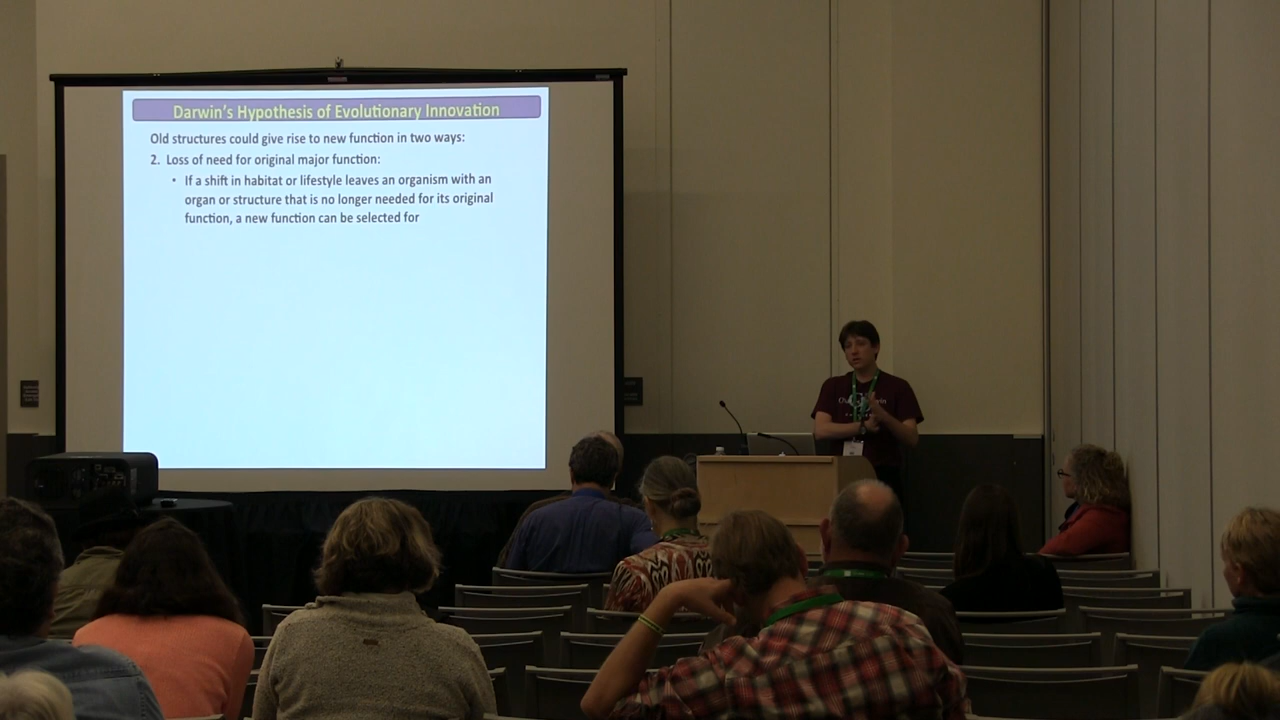 Darwin's Hypothesis of Evolutionary Innovation
Old structures could give rise to new function in two ways:
2. Loss of need for original major function:
• If a shift in habitat or lifestyle leaves an organism with an
organ or structure that is no longer needed for its original
function, a new function can be selected for